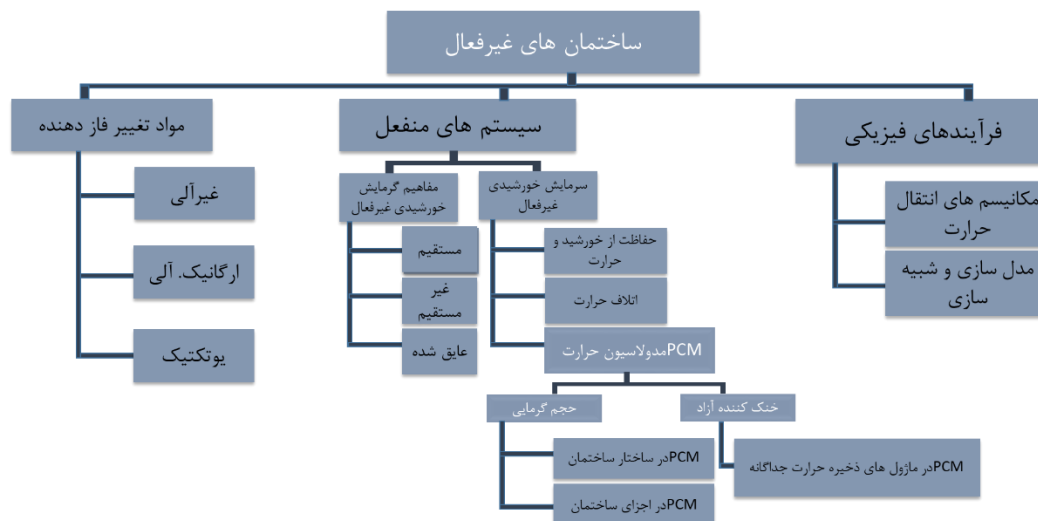 ساختمان های غیرفعال
فرآیندهای فیزیکی
مکانیسم های انتقال
حرارت
مدل سازی و شبیه
سازی
سیستم های منفعل
سرمایش خورشیدی
غیرفعال
حفاظت از خورشید و
حرارت
اتلاف حرارت
PCMمدولاسیون حرارت
خنک کننده آزاد
PCMدر ماژول های ذخیره حرارت جداگانه
حجم گرمایی
PCMدر ساختار ساختمان
PCMدر اجزای ساختمان
مفاهیم گرمایش
خورشیدی غیرفعال
مستقیم
غیر
مستقیم
عایق شده
مواد تغییر فاز دهنده
غیرآلی
ارگانیک. آلی
یوتکتیک